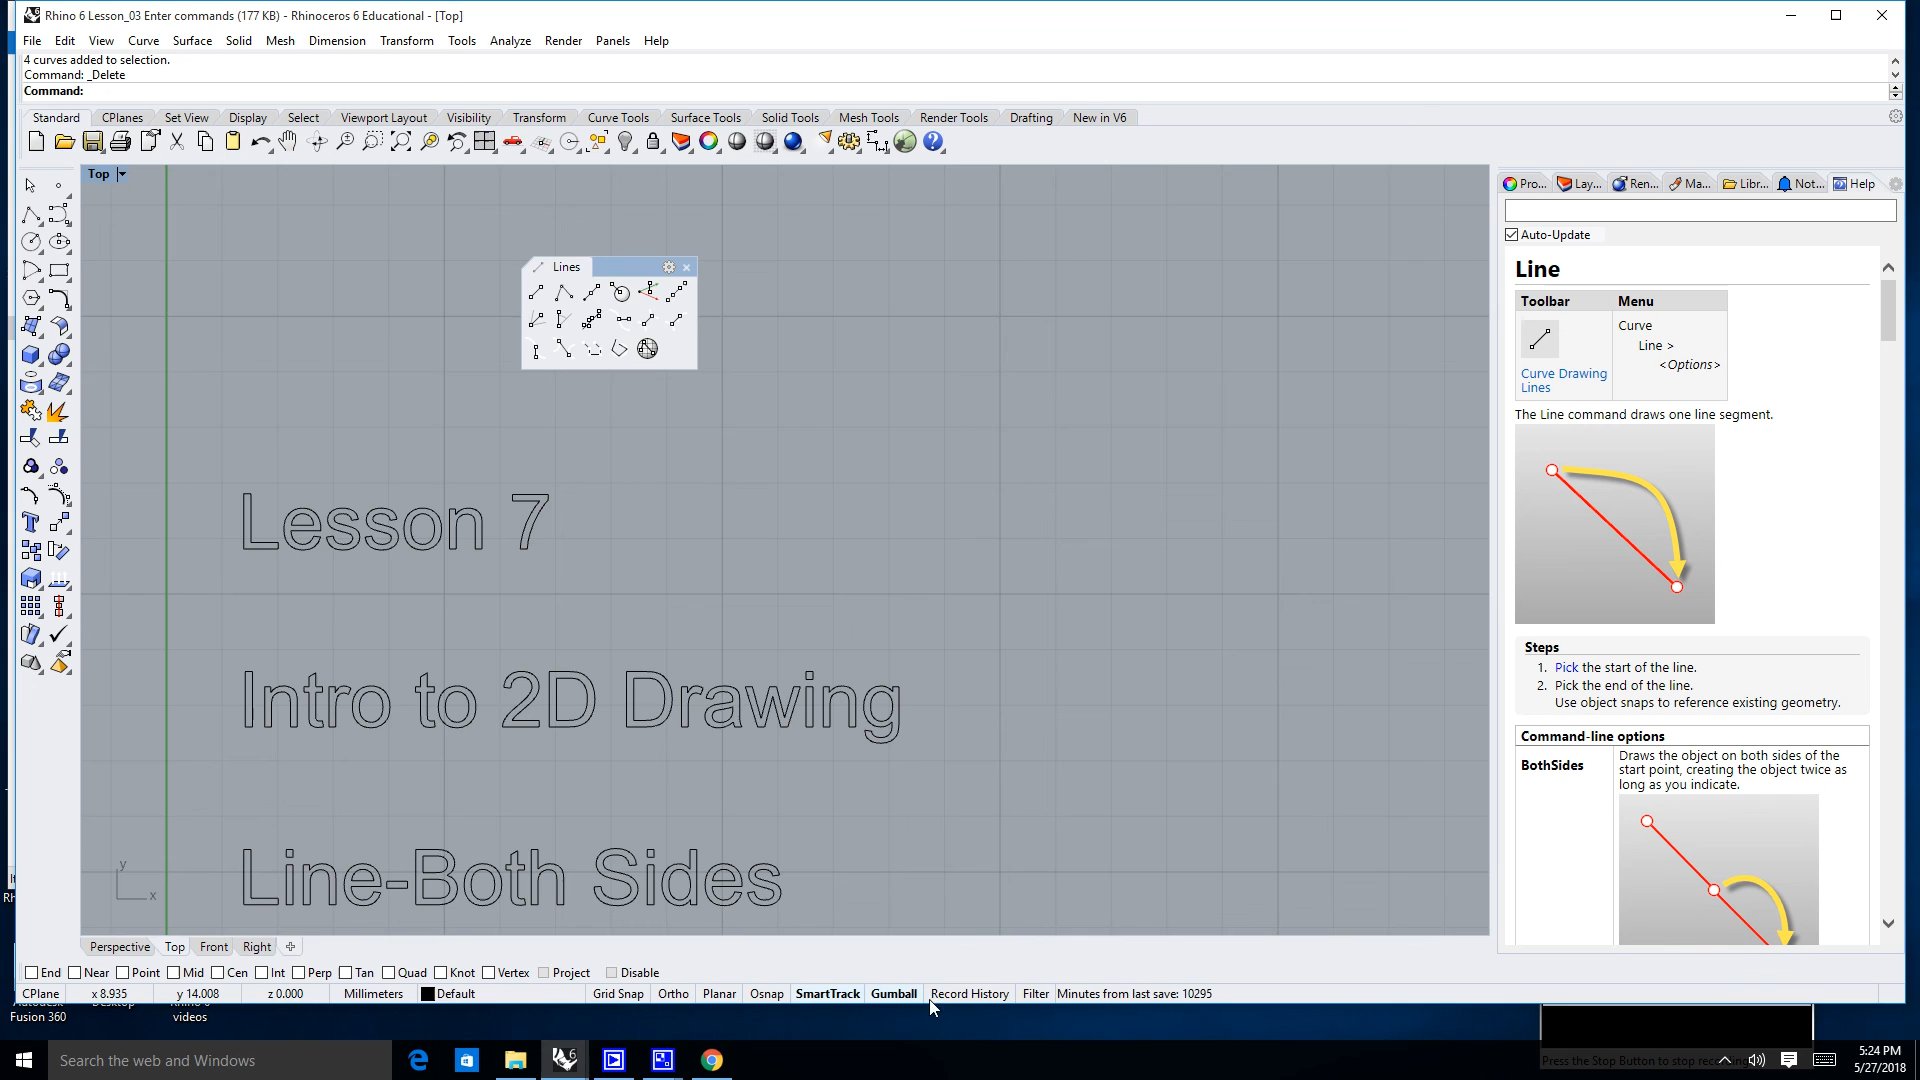 Rhino 6 Lesson_03 Enter commands (177 KB) - Rhinoceros 6 Educational - [Top]
File Edit View Curve Surface Solid Mesh Dimension Transform Tools Analyze Render Panels Help
4 curves added to selection.
Command: _Delete
Command:
Standard CPlanes Set View Display Select Viewport Layout Visibility Transform Curve Tools Surface Tools Solid Tools Mesh Tools Render Tools Drafting New in V6
Top
Lines
Lesson 7
Intro to 2D Drawing
Line-Both Sides
y
x
Pro... Lay... Ren... Ma... Libr... Not... Help
Auto-Update
Line
Toolbar Menu
Curve
Line >
<Options>
Curve Drawing
Lines
The Line command draws one line segment.
Steps
1. Pick the start of the line.
2. Pick the end of the line.
Use object snaps to reference existing geometry.
Command-line options
BothSides
Draws the object on both sides of the
start point, creating the object twice as
long as you indicate.
Perspective Top Front Right
End Near Point Mid Cen Int Perp Tan Quad Knot Vertex Project Disable
CPlane x 8.935 y 14.008 z 0.000 Millimeters Default Grid Snap Ortho Planar Osnap SmartTrack Gumball Record History Filter Minutes from last save: 10295
Fusion 360
videos
Search the web and Windows
6
Press the Stop Button to stop recording
5:24 PM
5/27/2018